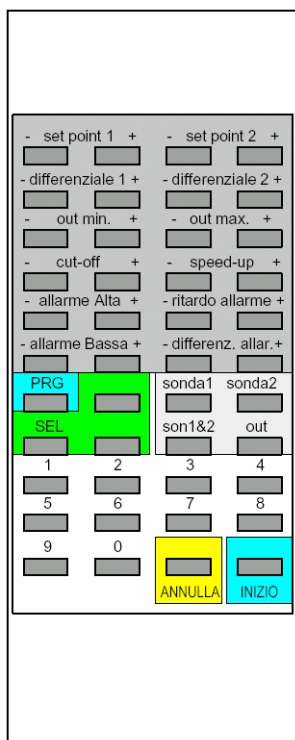 - set point 1 + - set point 2 +
- differenziale 1 + - differenziale 2 +
- out min. + - out max. +
- cut-off + - speed-up +
- allarme Alta + - ritardo allarme +
- allarme Bassa + - differenz. allar.+
PRG sonda1 sonda2
SEL son1&2 out
1 2 3 4
5 6 7 8
9 0
ANNULLA INIZIO